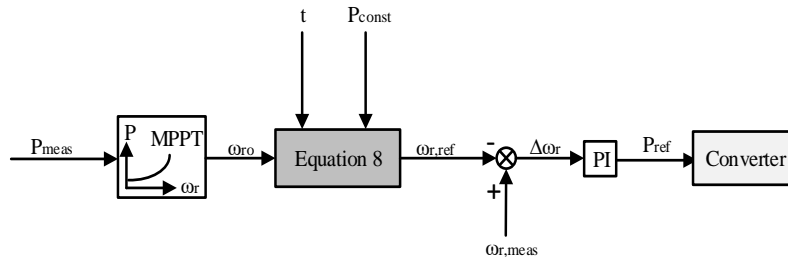 t
Pconst
Pmeas
P
MPPT
ωr
ωro
Equation 8
ωr,ref
-
+
Δωr
PI
Pref
Converter
ωr,meas